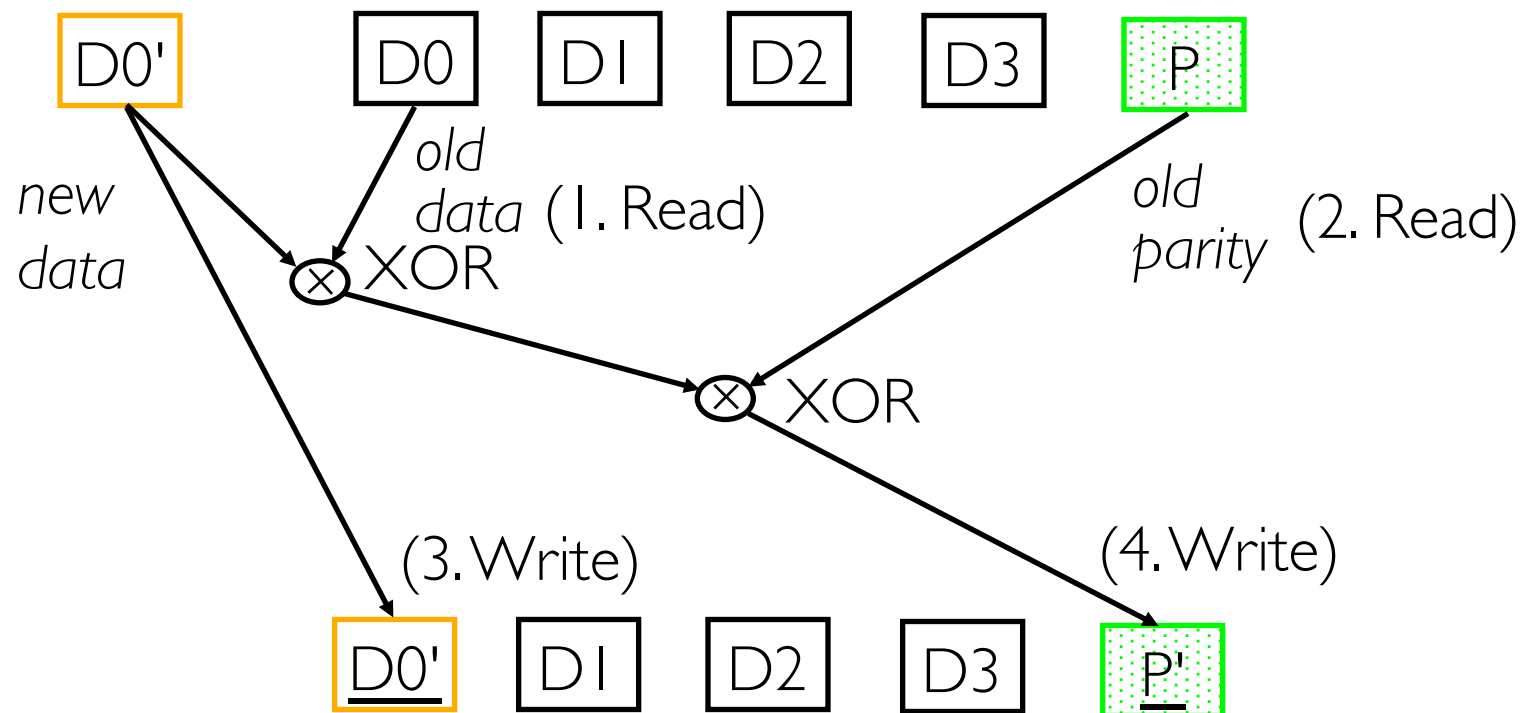 D0' D0 D1 D2 D3 P
new
data
old
data (1. Read)
old
parity (2. Read)
XOR
XOR
(3. Write)
(4. Write)
D0' D1 D2 D3 P'